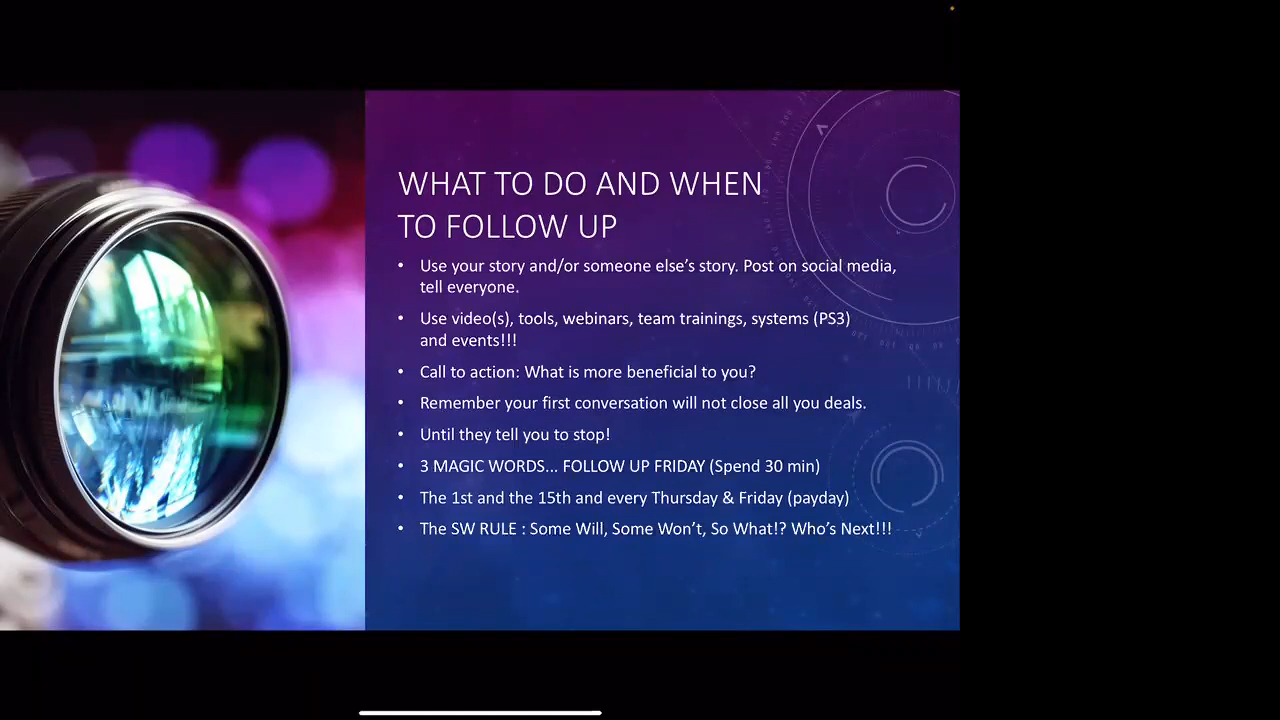 WHAT TO DO AND WHEN
TO FOLLOW UP
• Use your story and/or someone else's story. Post on social media,
tell everyone.
• Use video(s), tools, webinars, team trainings, systems (PS3)
and events!!!
• Call to action: What is more beneficial to you?
• Remember your first conversation will not close all you deals.
• Until they tell you to stop!
• 3 MAGIC WORDS... FOLLOW UP FRIDAY (Spend 30 min)
• The 1st and the 15th and every Thursday & Friday (payday)
• The SW RULE : Some Will, Some Won't, So What!? Who's Next!!!